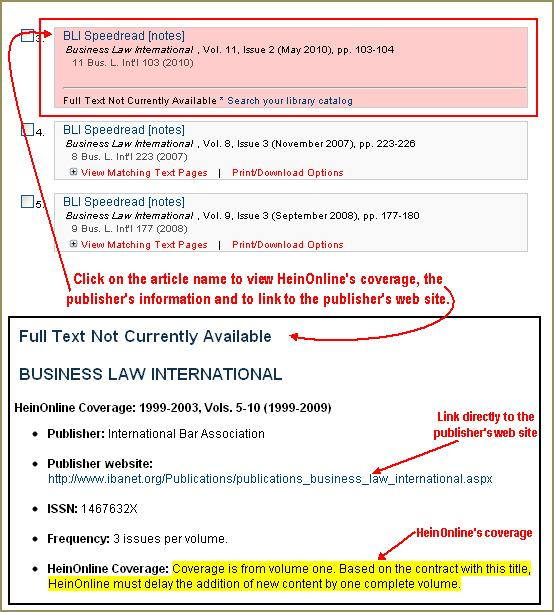 3. BLI Speedread [notes]
Business Law International , Vol. 11, Issue 2 (May 2010), pp. 103-104
11 Bus. L. Int'l 103 (2010)
Full Text Not Currently Available * Search your library catalog
4. BLI Speedread [notes]
Business Law International , Vol. 8, Issue 3 (November 2007), pp. 223-226
8 Bus. L. Int'l 223 (2007)
View Matching Text Pages | Print/Download Options
5. BLI Speedread [notes]
Business Law International , Vol. 9, Issue 3 (September 2008), pp. 177-180
9 Bus. L. Int'l 177 (2008)
View Matching Text Pages | Print/Download Options
Click on the article name to view HeinOnline's coverage, the
publisher's information and to link to the publisher's web site.
Full Text Not Currently Available
BUSINESS LAW INTERNATIONAL
HeinOnline Coverage: 1999-2003, Vols. 5-10 (1999-2009)
Link directly to the
publisher's web site
• Publisher: International Bar Association
• Publisher website:
http://www.ibanet.org/Publications/publications_business_law_international.aspx
• ISSN: 1467632X
• Frequency: 3 issues per volume.
HeinOnline's coverage
• HeinOnline Coverage: Coverage is from volume one. Based on the contract with this title,
HeinOnline must delay the addition of new content by one complete volume.